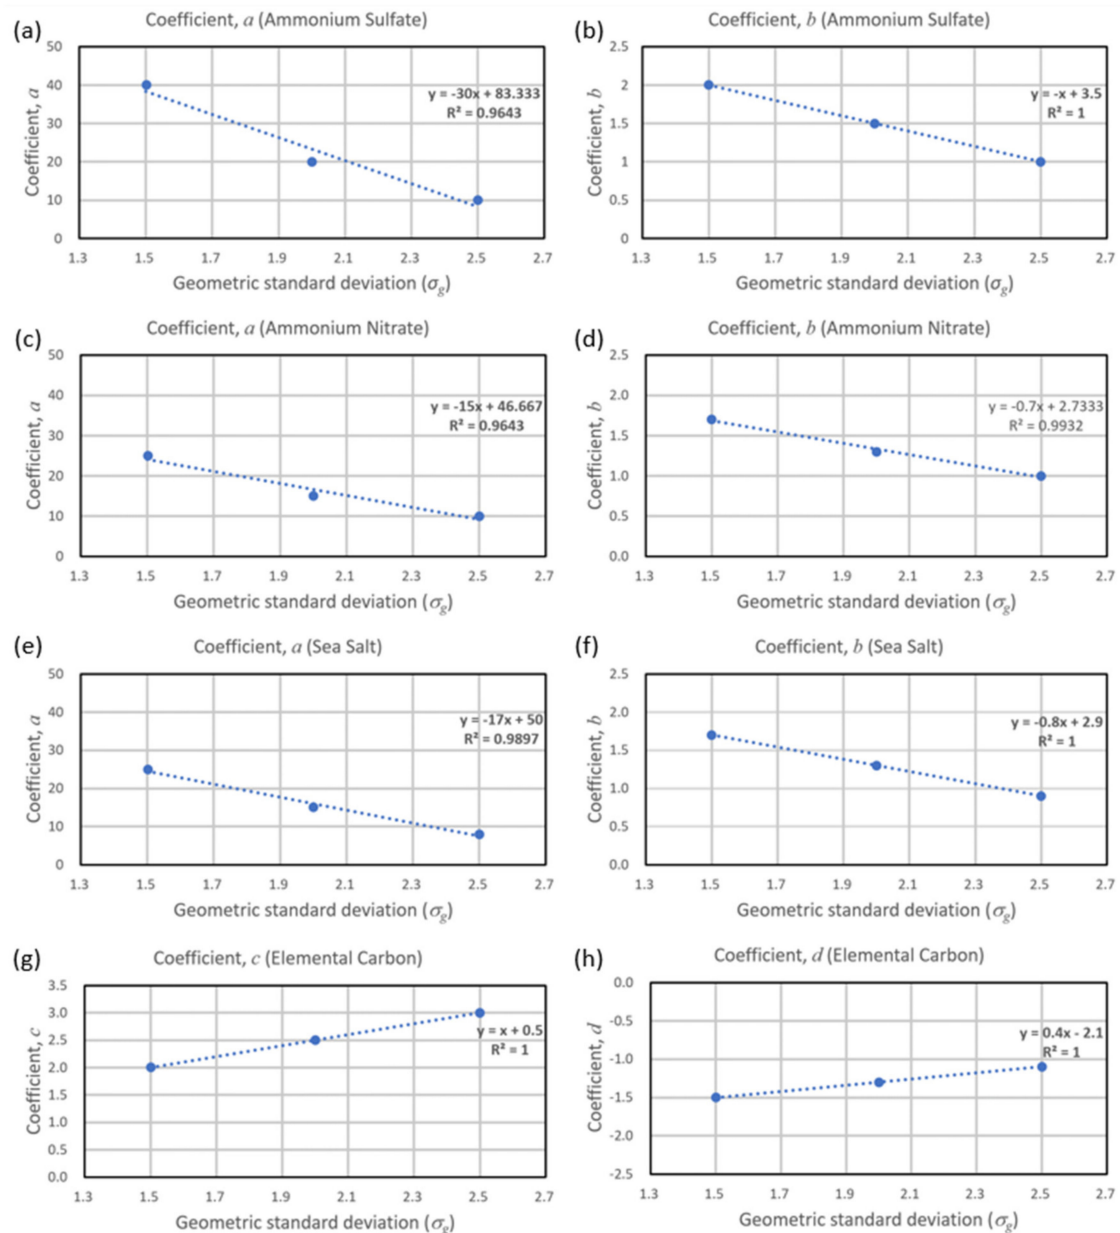 (a)
Coefficient, a (Ammonium Sulfate)
50
40
30
20
10
0
Coefficient, a
y = -30x + 83.333
R² = 0.9643
1.3 1.5 1.7 1.9 2.1 2.3 2.5 2.7
Geometric standard deviation (σg)
(b)
Coefficient, b (Ammonium Sulfate)
2.5
2
1.5
1
0.5
0
Coefficient, b
y = -x + 3.5
R² = 1
1.3 1.5 1.7 1.9 2.1 2.3 2.5 2.7
Geometric standard deviation (σg)
(c)
Coefficient, a (Ammonium Nitrate)
50
40
30
20
10
0
Coefficient, a
y = -15x + 46.667
R² = 0.9643
1.3 1.5 1.7 1.9 2.1 2.3 2.5 2.7
Geometric standard deviation (σg)
(d)
Coefficient, b (Ammonium Nitrate)
2.5
2.0
1.5
1.0
0.5
0.0
Coefficient, b
y = -0.7x + 2.7333
R² = 0.9932
1.3 1.5 1.7 1.9 2.1 2.3 2.5 2.7
Geometric standard deviation (σg)
(e)
Coefficient, a (Sea Salt)
50
40
30
20
10
0
Coefficient, a
y = -17x + 50
R² = 0.9897
1.3 1.5 1.7 1.9 2.1 2.3 2.5 2.7
Geometric standard deviation (σg)
(f)
Coefficient, b (Sea Salt)
2.5
2.0
1.5
1.0
0.5
0.0
Coefficient, b
y = -0.8x + 2.9
R² = 1
1.3 1.5 1.7 1.9 2.1 2.3 2.5 2.7
Geometric standard deviation (σg)
(g)
Coefficient, c (Elemental Carbon)
3.5
3.0
2.5
2.0
1.5
1.0
0.5
0.0
Coefficient, c
y = x + 0.5
R² = 1
1.3 1.5 1.7 1.9 2.1 2.3 2.5 2.7
Geometric standard deviation (σg)
(h)
Coefficient, d (Elemental Carbon)
0.0
-0.5
-1.0
-1.5
-2.0
-2.5
Coefficient, d
y = 0.4x - 2.1
R² = 1
1.3 1.5 1.7 1.9 2.1 2.3 2.5 2.7
Geometric standard deviation (σg)